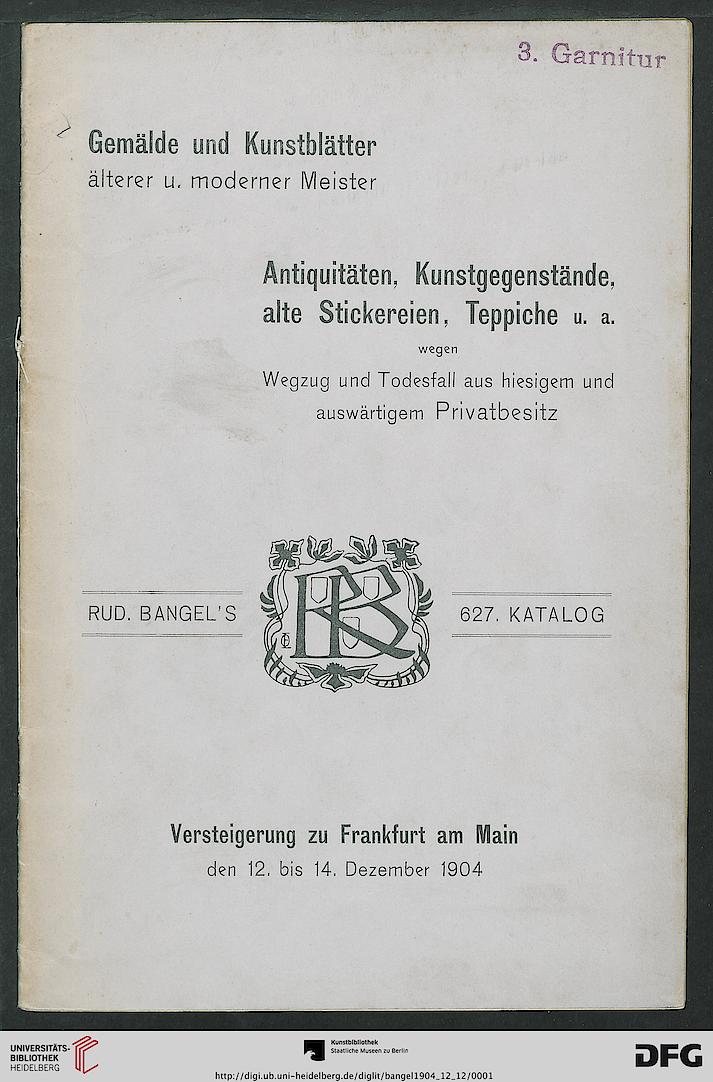 3. Garnitur
Gemälde und Kunstblätter
älterer u. moderner Meister
Antiquitäten, Kunstgegenstände,
alte Stickereien, Teppiche u. a.
wegen
Wegzug und Todesfall aus hiesigem und
auswärtigem Privatbesitz
RUD. BANGEL'S
RB
627. KATALOG
Versteigerung zu Frankfurt am Main
den 12. bis 14. Dezember 1904
UNIVERSITÄTS-
BIBLIOTHEK
HEIDELBERG
Kunstbibliothek
Staatliche Museen zu Berlin
DFG
http://digi.ub.uni-heidelberg.de/diglit/bangel1904_12_12/0001